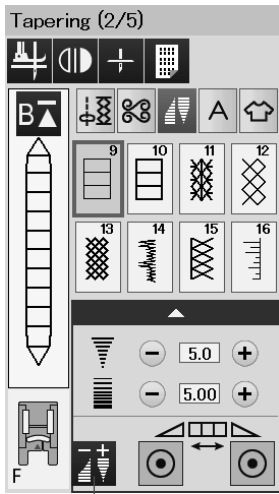 Tapering (2/5)
B
A
9 10 11 12
13 14 15 16
− 5.0 +
− 5.00 +
F
− +